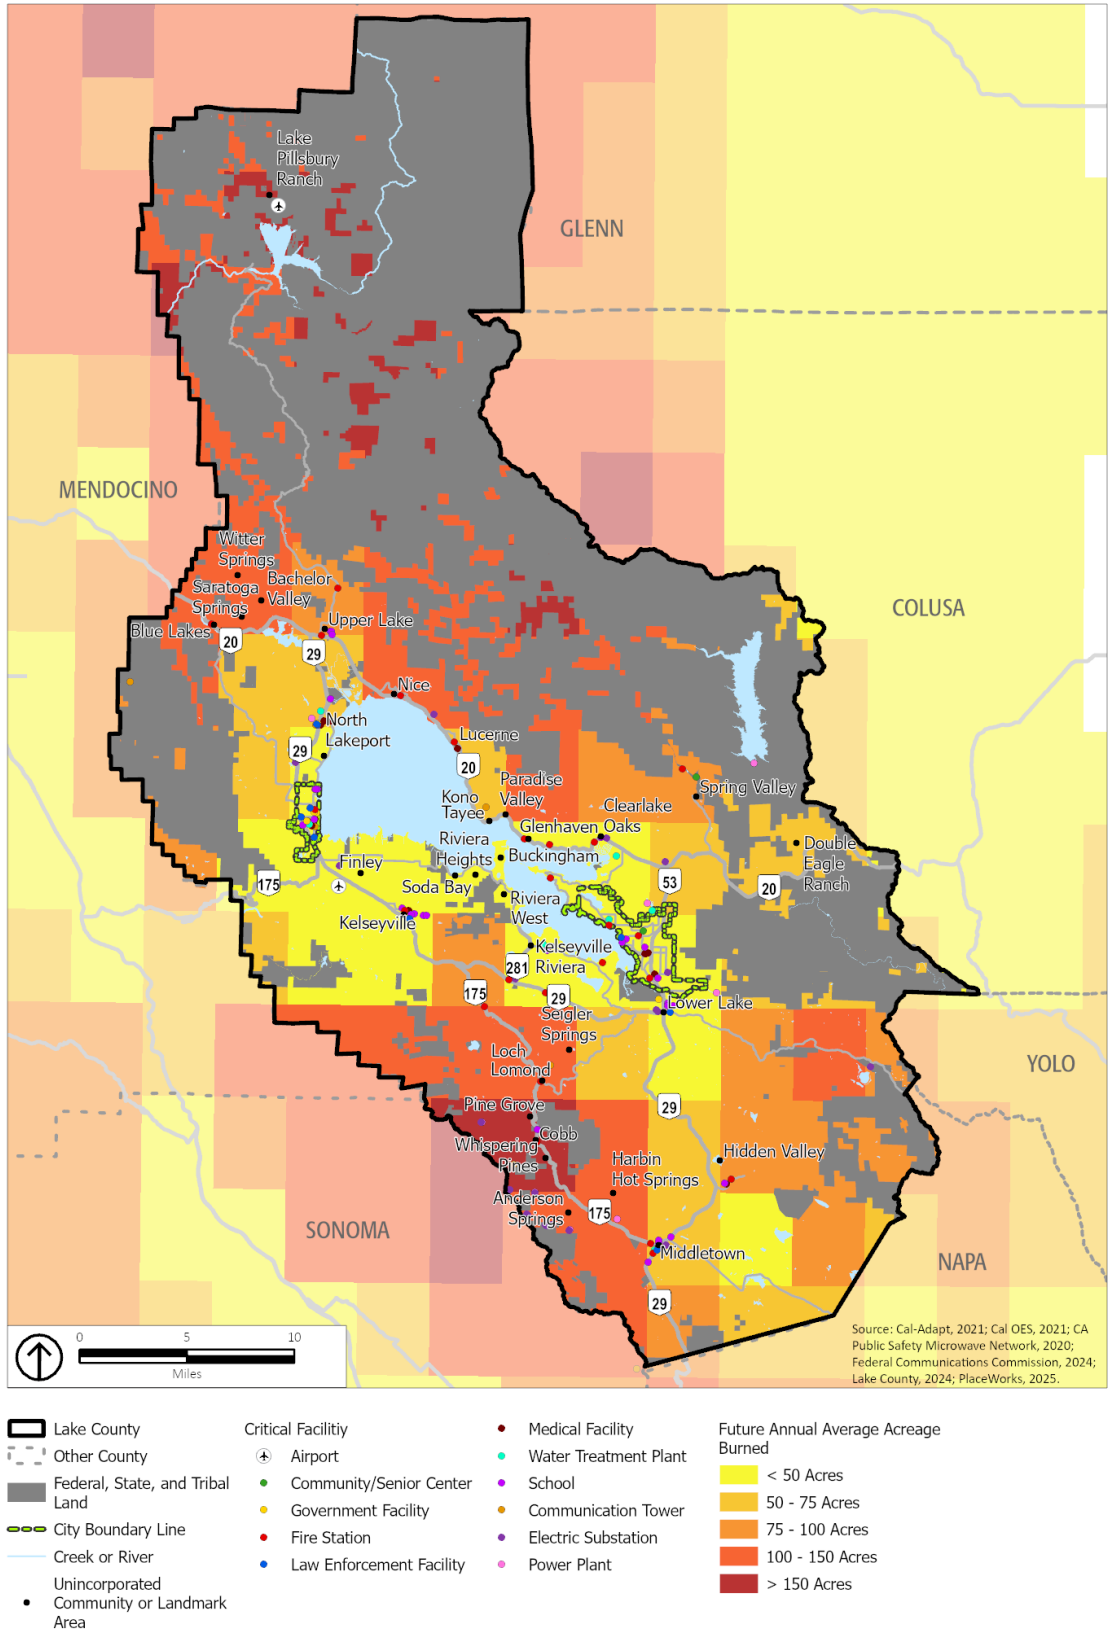 Lake
Pillsbury
Ranch
GLENN
MENDOCINO
Witter
Springs
Bachelor
Valley
Saratoga
Springs
Blue Lakes
Upper Lake
20
29
COLUSA
Nice
North
Lakeport
29
Lucerne
20
Paradise
Valley
Kono
Tayee
Spring Valley
Clearlake
Oaks
Glenhaven
Riviera
Heights
Buckingham
Double
Eagle
Ranch
Finley
175
Soda Bay
53
20
Riviera
West
Kelseyville
Kelseyville
Riviera
281
175
29
Lower Lake
Seigler
Springs
Loch
Lomond
YOLO
Pine Grove
29
Cobb
Whispering
Pines
Hidden Valley
Harbin
Hot Springs
Anderson
Springs
175
SONOMA
Middletown
NAPA
29
0 5 10
Miles
Source: Cal-Adapt, 2021; Cal OES, 2021; CA
Public Safety Microwave Network, 2020;
Federal Communications Commission, 2024;
Lake County, 2024; PlaceWorks, 2025.
Lake County
Other County
Federal, State, and Tribal
Land
City Boundary Line
Creek or River
Unincorporated
Community or Landmark
Area
Critical Facilitiy
Airport
Community/Senior Center
Government Facility
Fire Station
Law Enforcement Facility
Medical Facility
Water Treatment Plant
School
Communication Tower
Electric Substation
Power Plant
Future Annual Average Acreage
Burned
< 50 Acres
50 - 75 Acres
75 - 100 Acres
100 - 150 Acres
> 150 Acres